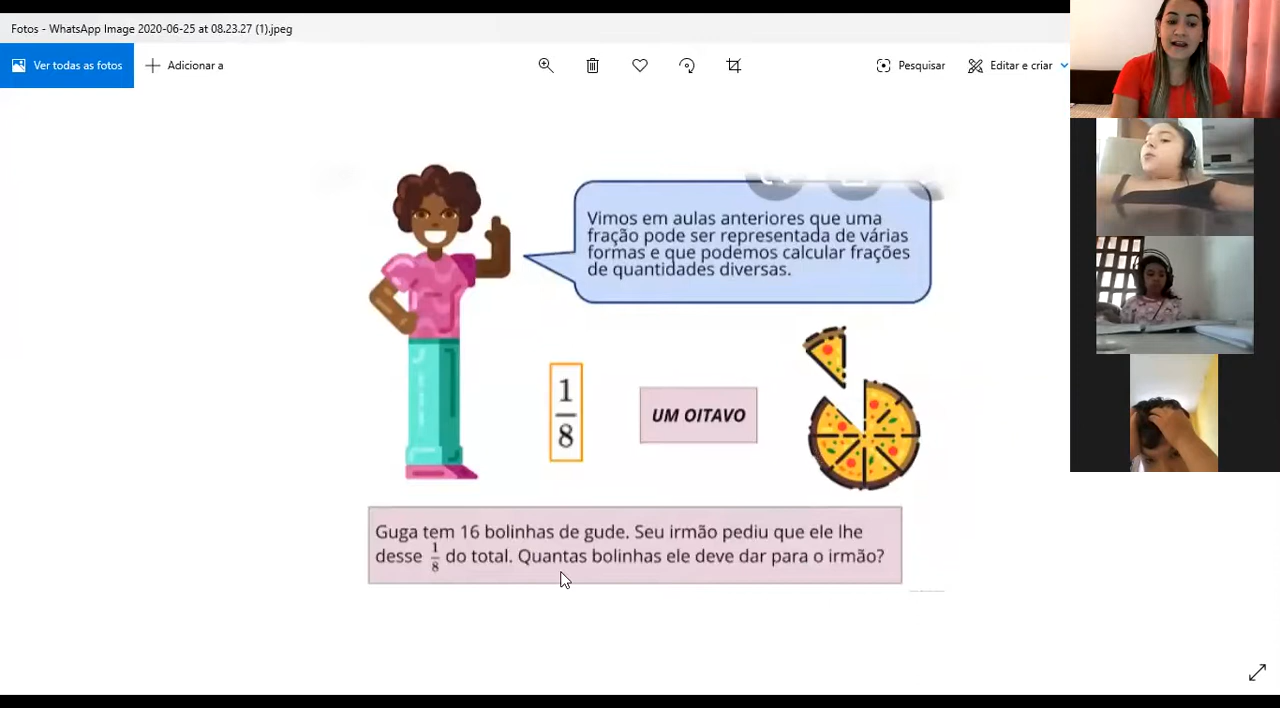 Fotos - WhatsApp Image 2020-06-25 at 08.23.27 (1).jpeg
Ver todas as fotos
Adicionar a
Pesquisar
Editar e criar
Vimos em aulas anteriores que uma
fração pode ser representada de várias
formas e que podemos calcular frações
de quantidades diversas.
1
8
UM OITAVO
Guga tem 16 bolinhas de gude. Seu irmão pediu que ele lhe
desse 1/8 do total. Quantas bolinhas ele deve dar para o irmão?